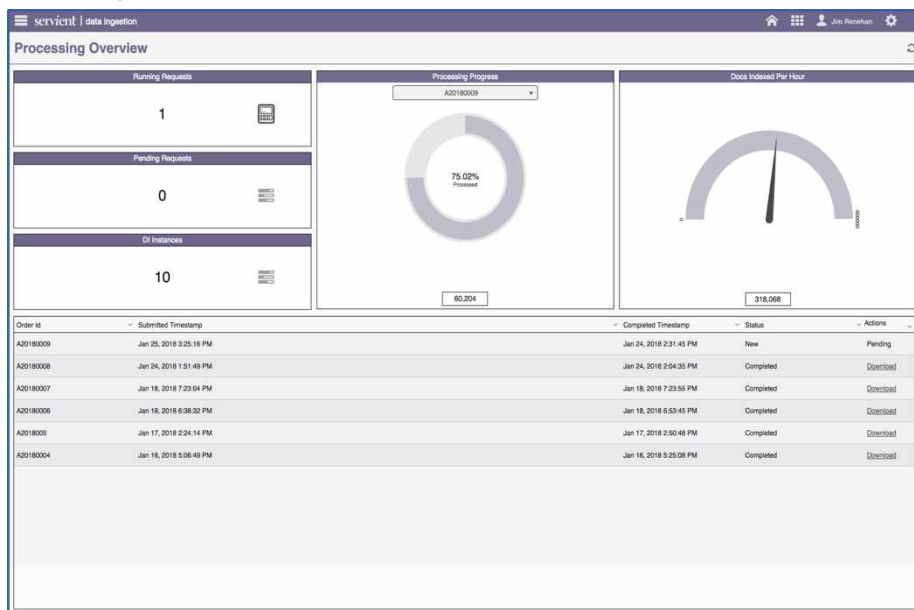 servient | data ingestion Jim Renehan
Processing Overview
Running Requests
1
Pending Requests
0
DI Instances
10
Processing Progress
A20180009
75.02%
Processed
60,204
Docs Indexed Per Hour
0
600000
318,068
Order Id Submitted Timestamp Completed Timestamp Status Actions
A20180009 Jan 25, 2018 3:25:16 PM Jan 24, 2018 2:31:45 PM New Pending
A20180008 Jan 24, 2018 1:51:49 PM Jan 24, 2018 2:04:35 PM Completed Download
A20180007 Jan 18, 2018 7:23:04 PM Jan 18, 2018 7:23:55 PM Completed Download
A20180006 Jan 18, 2018 6:38:32 PM Jan 18, 2018 6:53:45 PM Completed Download
A2018005 Jan 17, 2018 2:24:14 PM Jan 17, 2018 2:50:48 PM Completed Download
A20180004 Jan 16, 2018 5:06:49 PM Jan 16, 2018 5:25:08 PM Completed Download